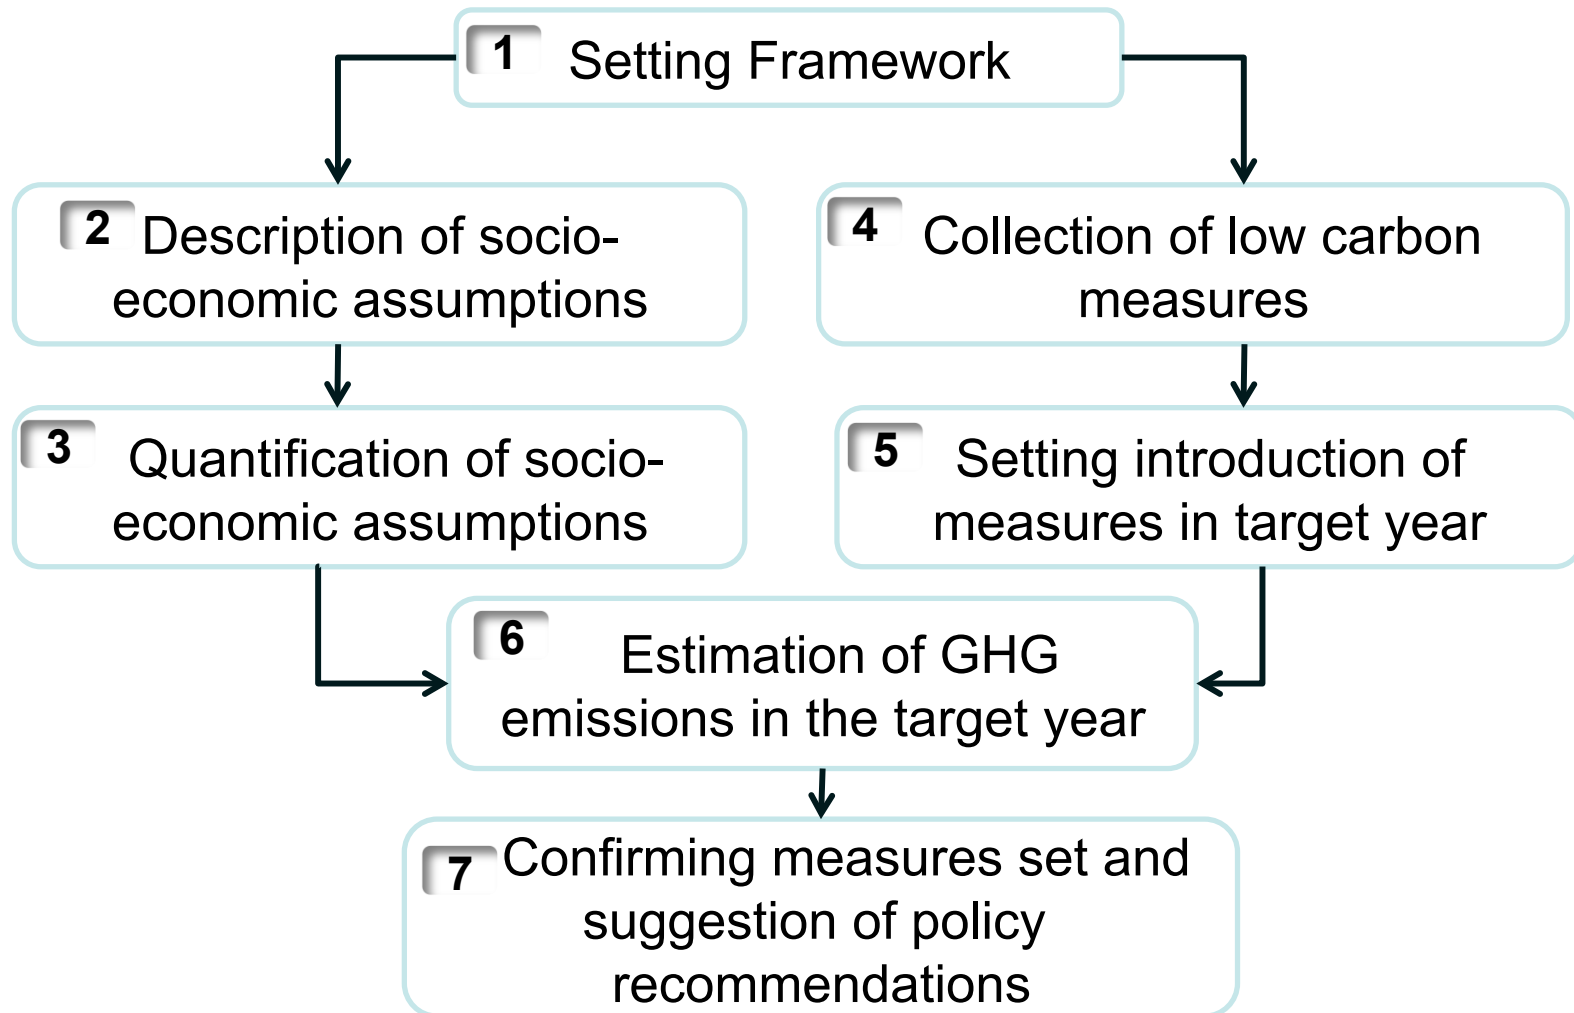 1 Setting Framework
2 Description of socio-
economic assumptions
3 Quantification of socio-
economic assumptions
4 Collection of low carbon
measures
5 Setting introduction of
measures in target year
6 Estimation of GHG
emissions in the target year
7 Confirming measures set and
suggestion of policy
recommendations